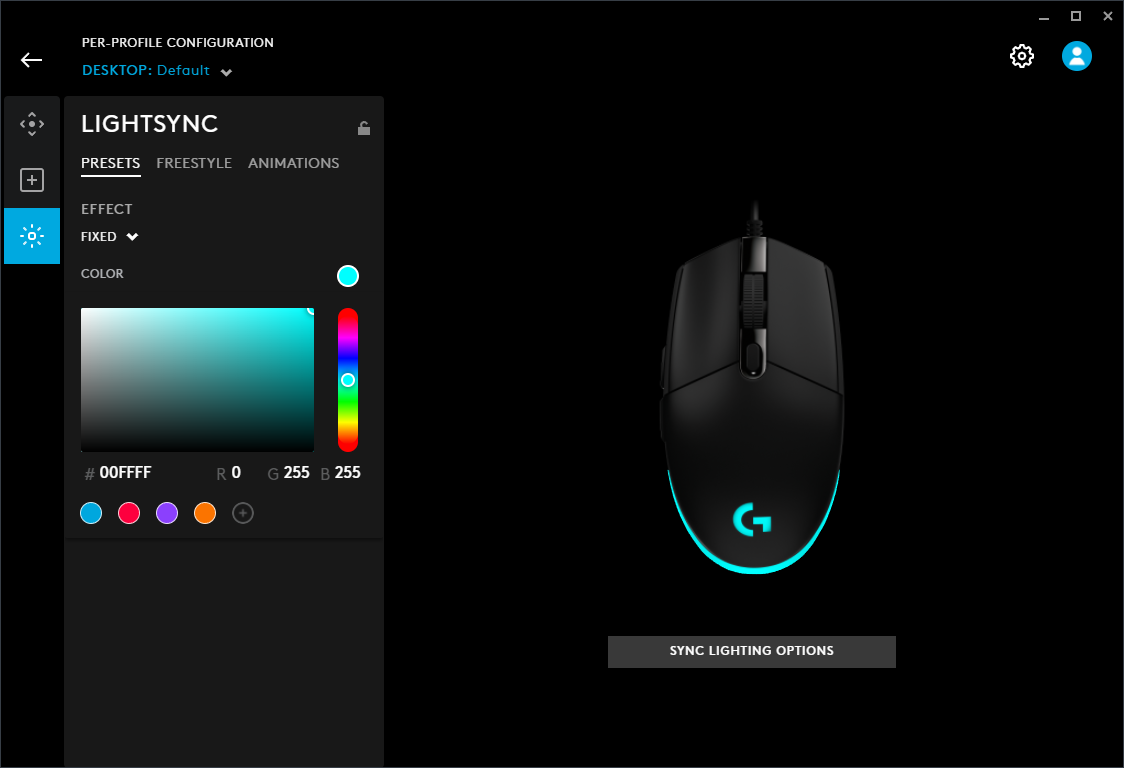 PER-PROFILE CONFIGURATION
DESKTOP: Default
LIGHTSYNC
PRESETS FREESTYLE ANIMATIONS
EFFECT
FIXED
COLOR
# 00FFFF R 0 G 255 B 255
G
SYNC LIGHTING OPTIONS